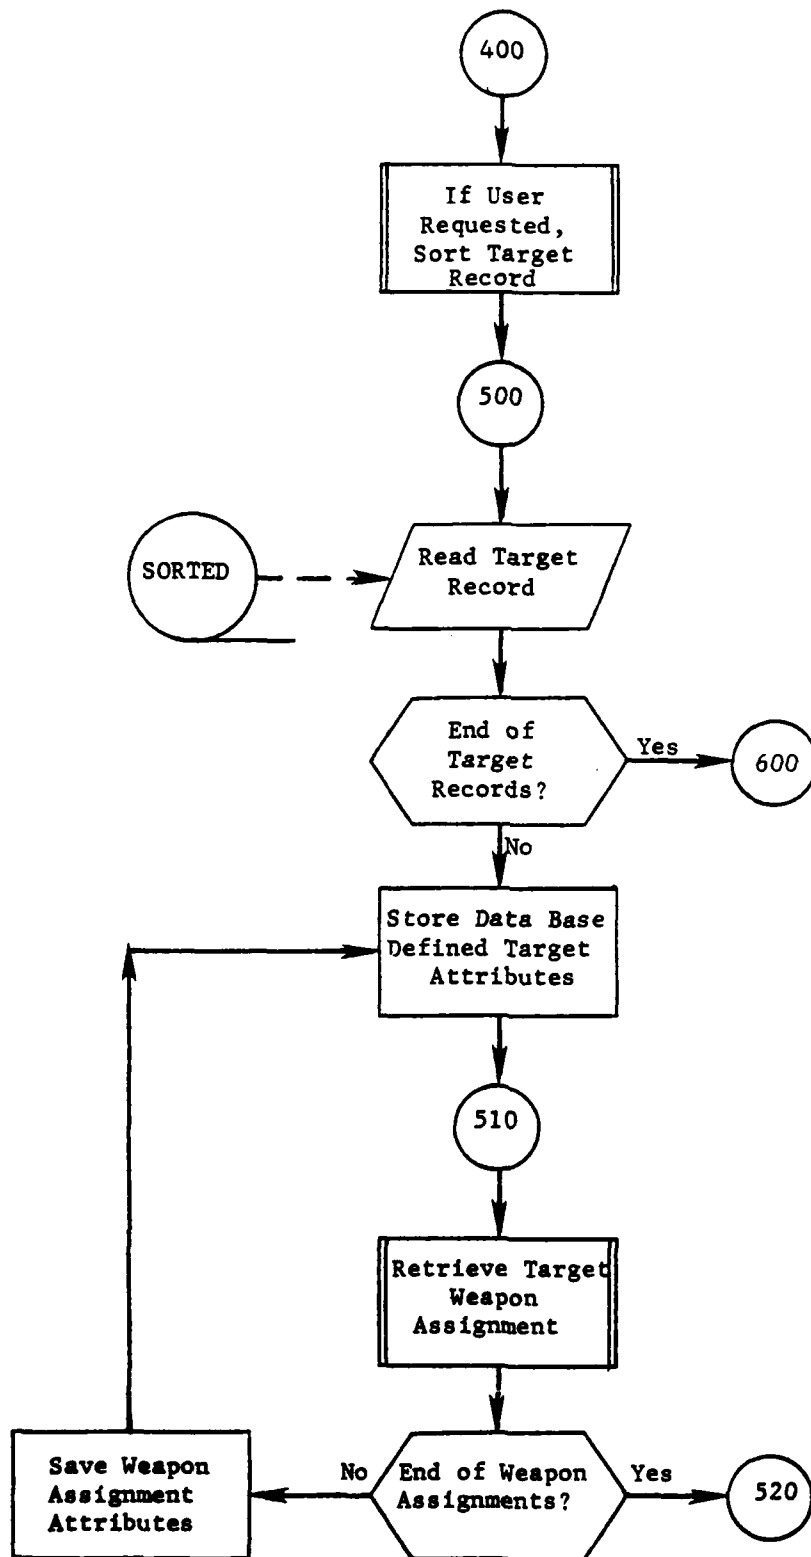 400
If User
Requested,
Sort Target
Record
500
SORTED
Read Target
Record
End of
Target
Records?
Yes
600
No
Store Data Base
Defined Target
Attributes
510
Retrieve Target
Weapon
Assignment
Save Weapon
Assignment
Attributes
No
End of Weapon
Assignments?
Yes
520